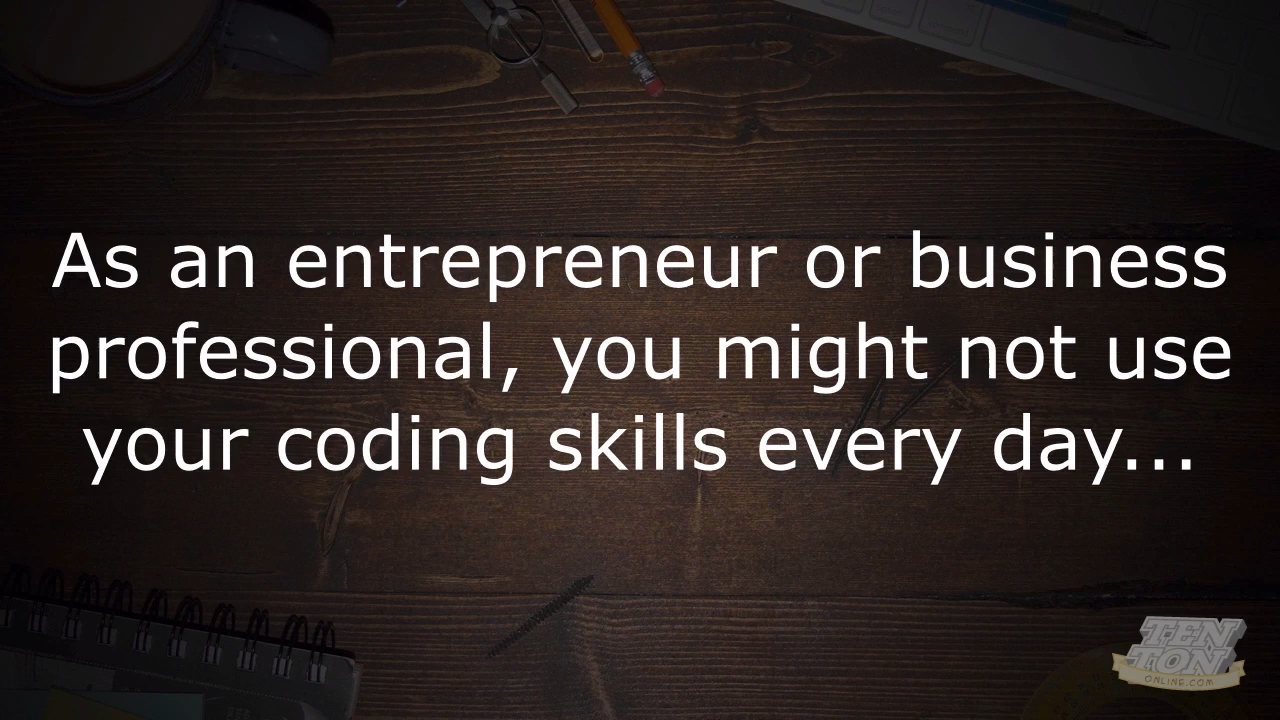 As an entrepreneur or business
professional, you might not use
your coding skills every day...
TEN
TON
ONLINE.COM